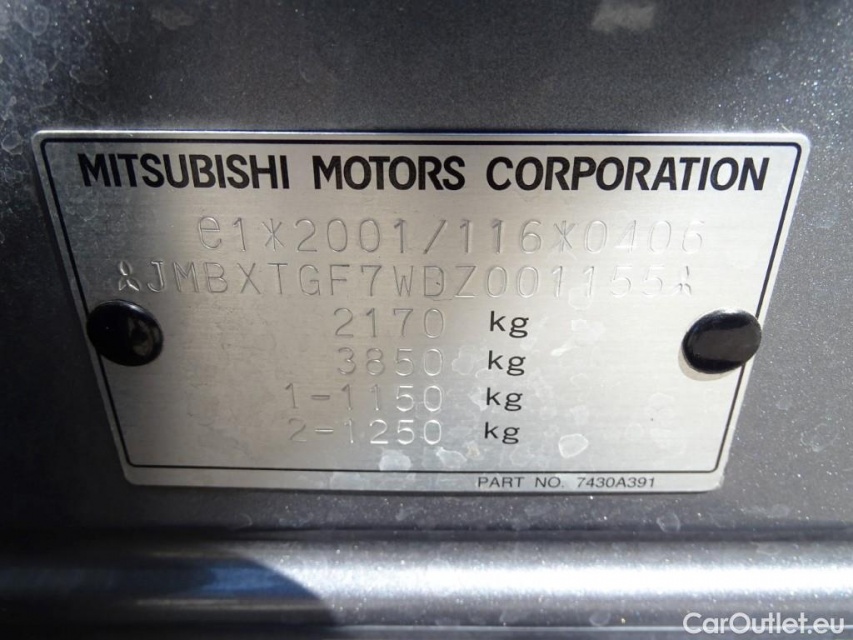 MITSUBISHI MOTORS CORPORATION
e1*2001/116*0406
JMBXTGF7WDZ001155
2170 kg
3850 kg
1-1150 kg
2-1250 kg
PART NO. 7430A391
CarOutlet.eu